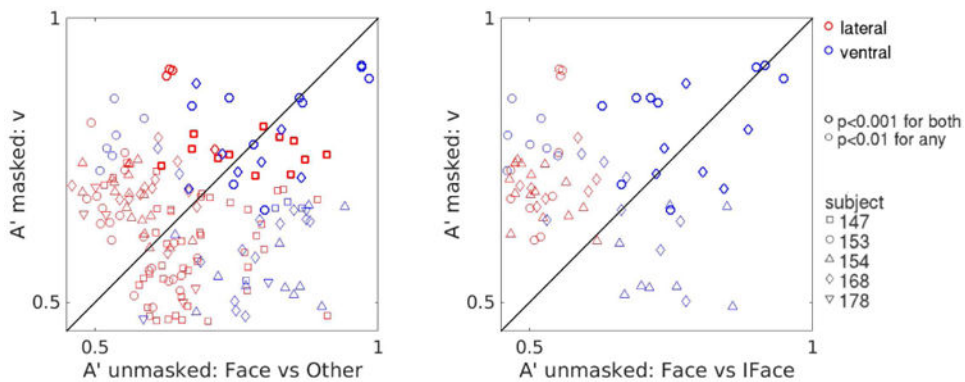 1
A' masked: v
0.5
0.5
1
A' unmasked: Face vs Other
1
A' masked: v
0.5
0.5
1
A' unmasked: Face vs IFace
lateral
ventral
p<0.001 for both
p<0.01 for any
subject
147
153
154
168
178